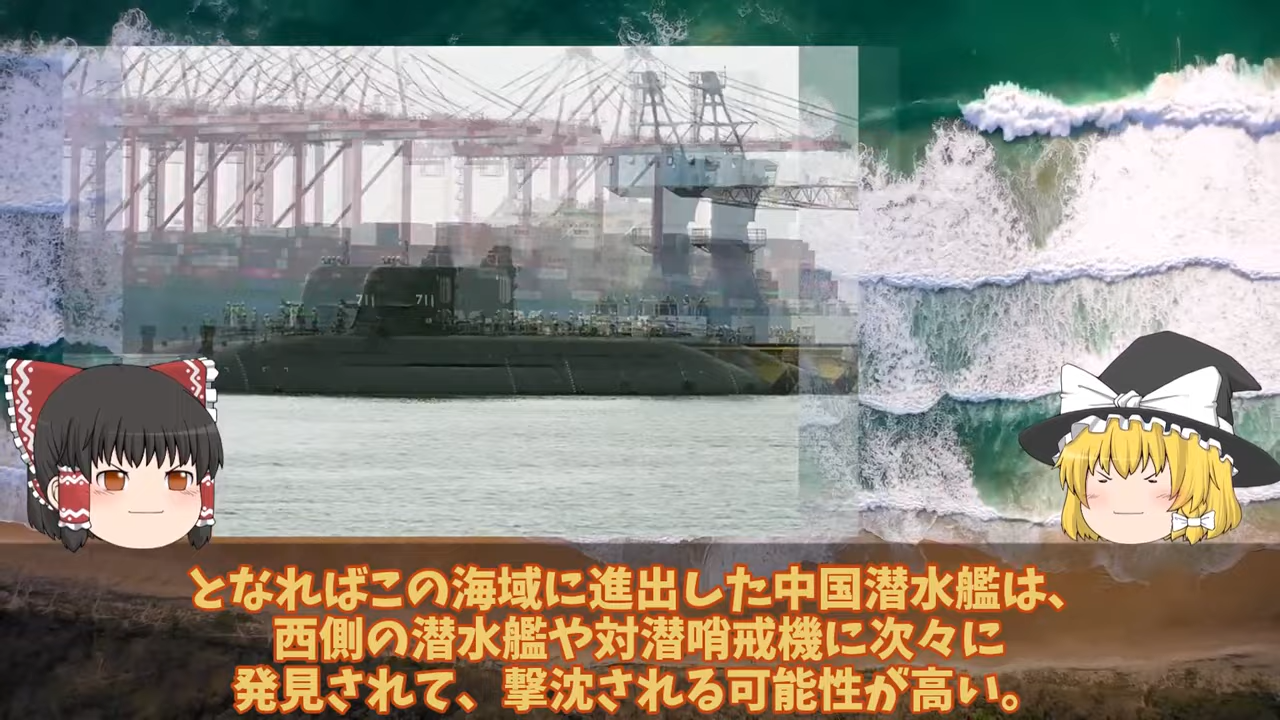 711
711
となればこの海域に進出した中国潜水艦は、
西側の潜水艦や対潜哨戒機に次々に
発見されて、撃沈される可能性が高い。